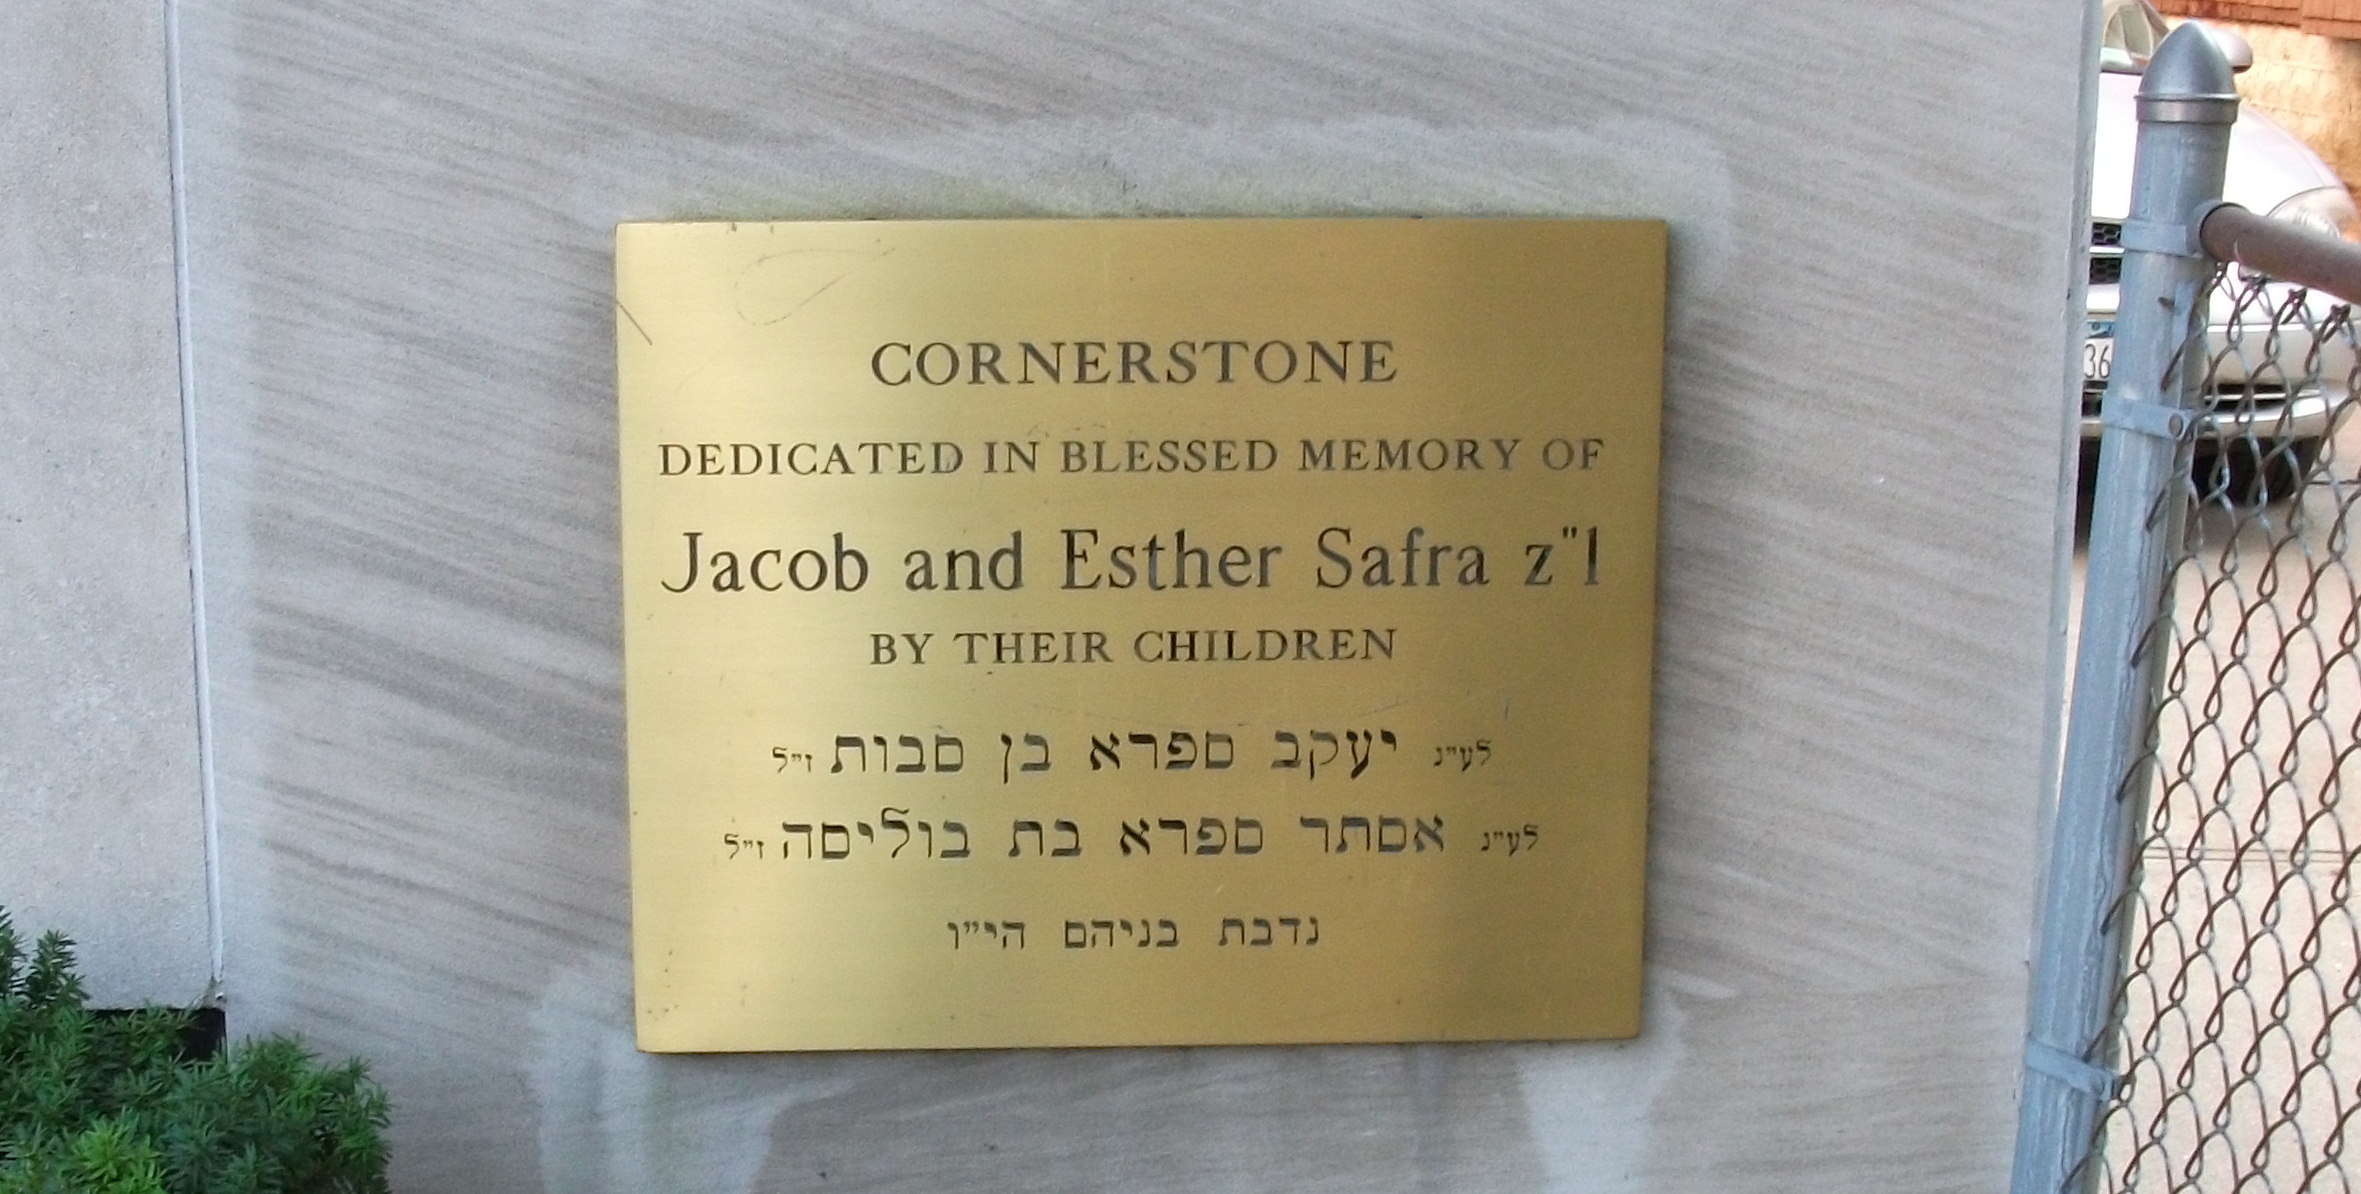 CORNERSTONE
DEDICATED IN BLESSED MEMORY OF
Jacob and Esther Safra z"l
BY THEIR CHILDREN
לע״נ יעקב ספרא בן סבות ז״ל
לע״נ אסתר ספרא בת בוליסה ז״ל
נדבת בניהם הי״ו
36